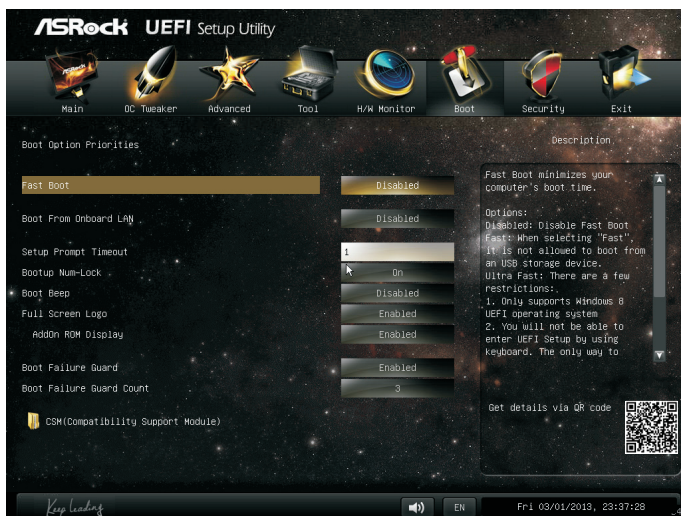 ASRock UEFI Setup Utility
Main
OC Tweaker
Advanced
Tool
H/W Monitor
Boot
Security
Exit
Boot Option Priorities
Fast Boot Disabled
Boot From Onboard LAN Disabled
Setup Prompt Timeout 1
Bootup Num-Lock On
Boot Beep Disabled
Full Screen Logo Enabled
AddOn ROM Display Enabled
Boot Failure Guard Enabled
Boot Failure Guard Count 3
CSM(Compatibility Support Module)
Description
Fast Boot minimizes your
computer's boot time.
Options:
Disabled: Disable Fast Boot
Fast: When selecting "Fast",
it is not allowed to boot from
an USB storage device.
Ultra Fast: There are a few
restrictions:
1. Only supports Windows 8
UEFI operating system
2. You will not be able to
enter UEFI Setup by using
keyboard. The only way to
Get details via QR code
Keep Leading
EN
Fri 03/01/2013, 23:37:28